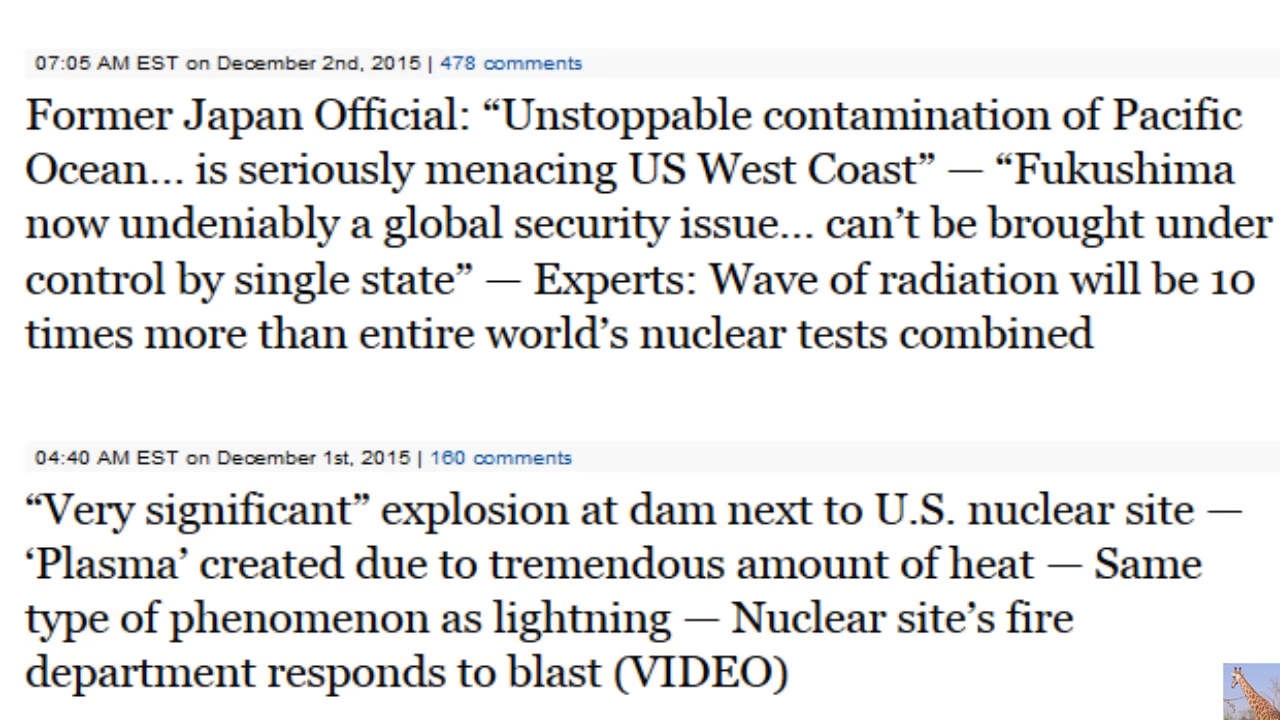 07:05 AM EST on December 2nd, 2015 | 478 comments
Former Japan Official: “Unstoppable contamination of Pacific
Ocean... is seriously menacing US West Coast” — “Fukushima
now undeniably a global security issue... can’t be brought under
control by single state” — Experts: Wave of radiation will be 10
times more than entire world’s nuclear tests combined
04:40 AM EST on December 1st, 2015 | 160 comments
“Very significant” explosion at dam next to U.S. nuclear site —
‘Plasma’ created due to tremendous amount of heat — Same
type of phenomenon as lightning — Nuclear site’s fire
department responds to blast (VIDEO)